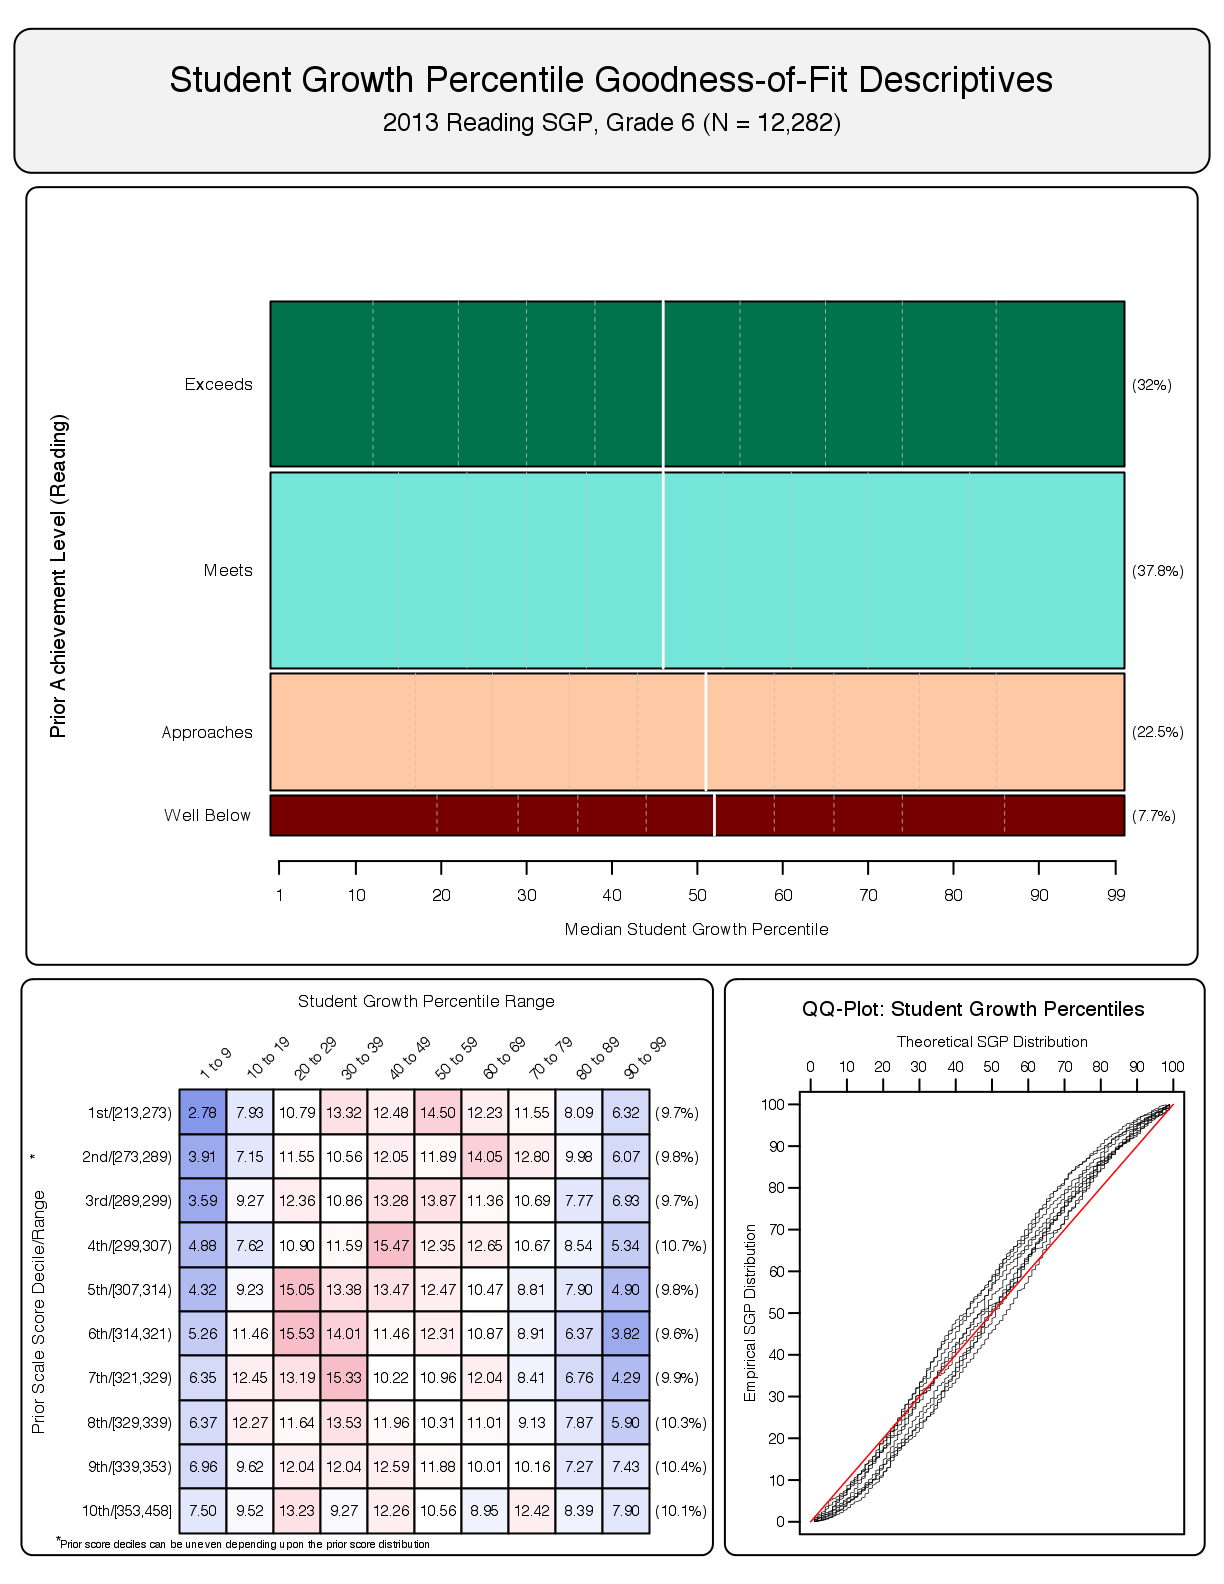 Student Growth Percentile Goodness-of-Fit Descriptives
2013 Reading SGP, Grade 6 (N = 12,282)
Prior Achievement Level (Reading)
Exceeds (32%)
Meets (37.8%)
Approaches (22.5%)
Well Below (7.7%)
1 10 20 30 40 50 60 70 80 90 99
Median Student Growth Percentile
Student Growth Percentile Range
1 to 9 10 to 19 20 to 29 30 to 39 40 to 49 50 to 59 60 to 69 70 to 79 80 to 89 90 to 99
Prior Scale Score Decile/Range *
1st/[213,273) 2.78 7.93 10.79 13.32 12.48 14.50 12.23 11.55 8.09 6.32 (9.7%)
2nd/[273,289) 3.91 7.15 11.55 10.56 12.05 11.89 14.05 12.80 9.98 6.07 (9.8%)
3rd/[289,299) 3.59 9.27 12.36 10.86 13.28 13.87 11.36 10.69 7.77 6.93 (9.7%)
4th/[299,307) 4.88 7.62 10.90 11.59 15.47 12.35 12.65 10.67 8.54 5.34 (10.7%)
5th/[307,314) 4.32 9.23 15.05 13.38 13.47 12.47 10.47 8.81 7.90 4.90 (9.8%)
6th/[314,321) 5.26 11.46 15.53 14.01 11.46 12.31 10.87 8.91 6.37 3.82 (9.6%)
7th/[321,329) 6.35 12.45 13.19 15.33 10.22 10.96 12.04 8.41 6.76 4.29 (9.9%)
8th/[329,339) 6.37 12.27 11.64 13.53 11.96 10.31 11.01 9.13 7.87 5.90 (10.3%)
9th/[339,353) 6.96 9.62 12.04 12.04 12.59 11.88 10.01 10.16 7.27 7.43 (10.4%)
10th/[353,458] 7.50 9.52 13.23 9.27 12.26 10.56 8.95 12.42 8.39 7.90 (10.1%)
*Prior score deciles can be uneven depending upon the prior score distribution
QQ-Plot: Student Growth Percentiles
Theoretical SGP Distribution
0 10 20 30 40 50 60 70 80 90 100
Empirical SGP Distribution
100
90
80
70
60
50
40
30
20
10
0